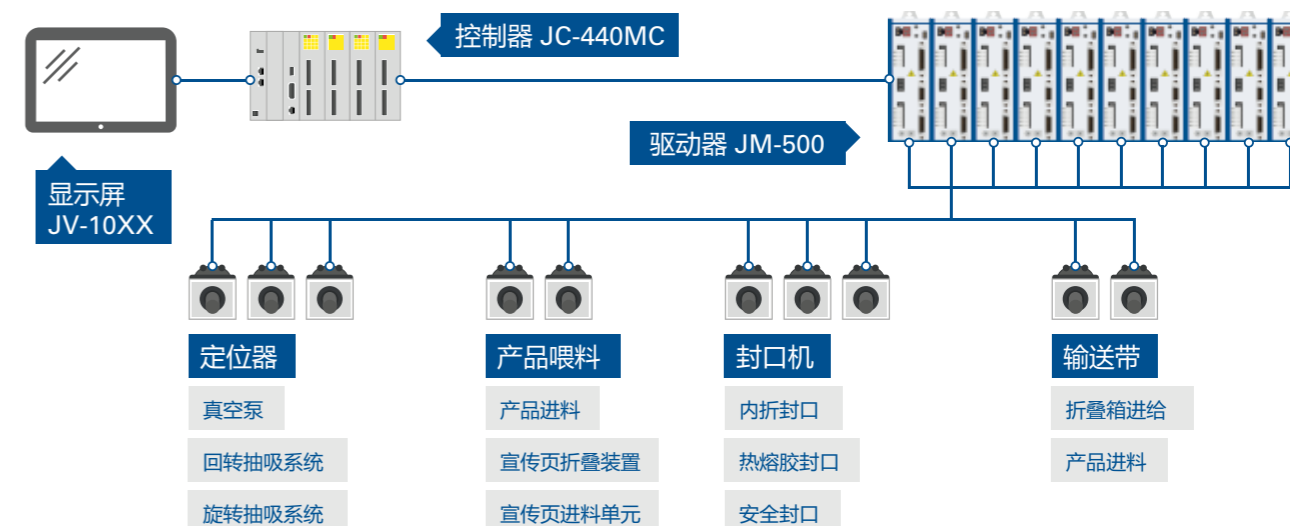 控制器 JC-440MC
驱动器 JM-500
显示屏
JV-10XX
定位器
产品喂料
封口机
输送带
真空泵
产品进料
内折封口
折叠箱进给
回转抽吸系统
宣传页折叠装置
热熔胶封口
产品进料
旋转抽吸系统
宣传页进料单元
安全封口